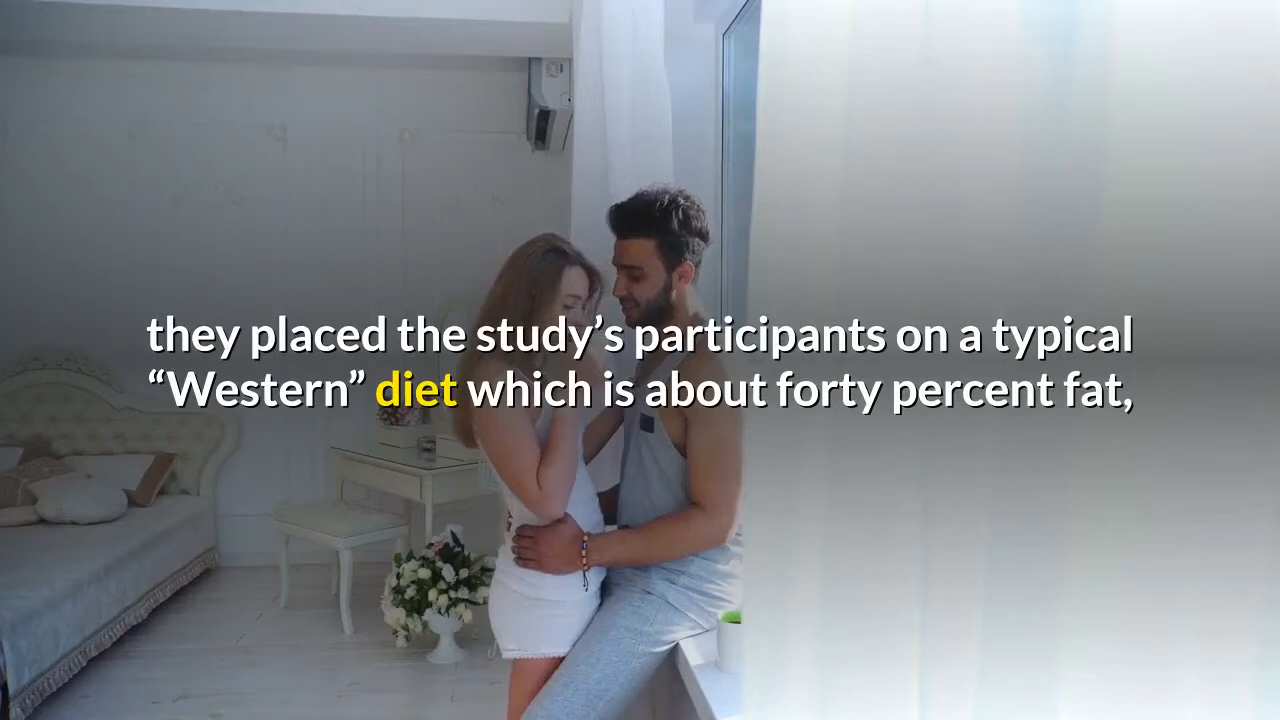 they placed the study’s participants on a typical
“Western” diet which is about forty percent fat,